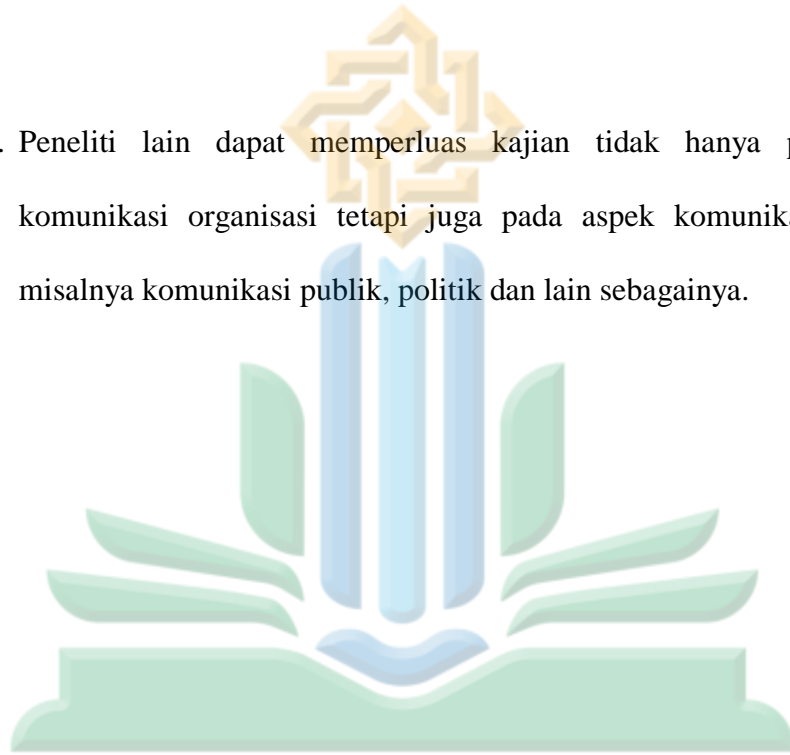 . Peneliti lain dapat memperluas kajian tidak hanya
komunikasi organisasi tetapi juga pada aspek
misalnya komunikasi publik, politik dan lain sebagainya.